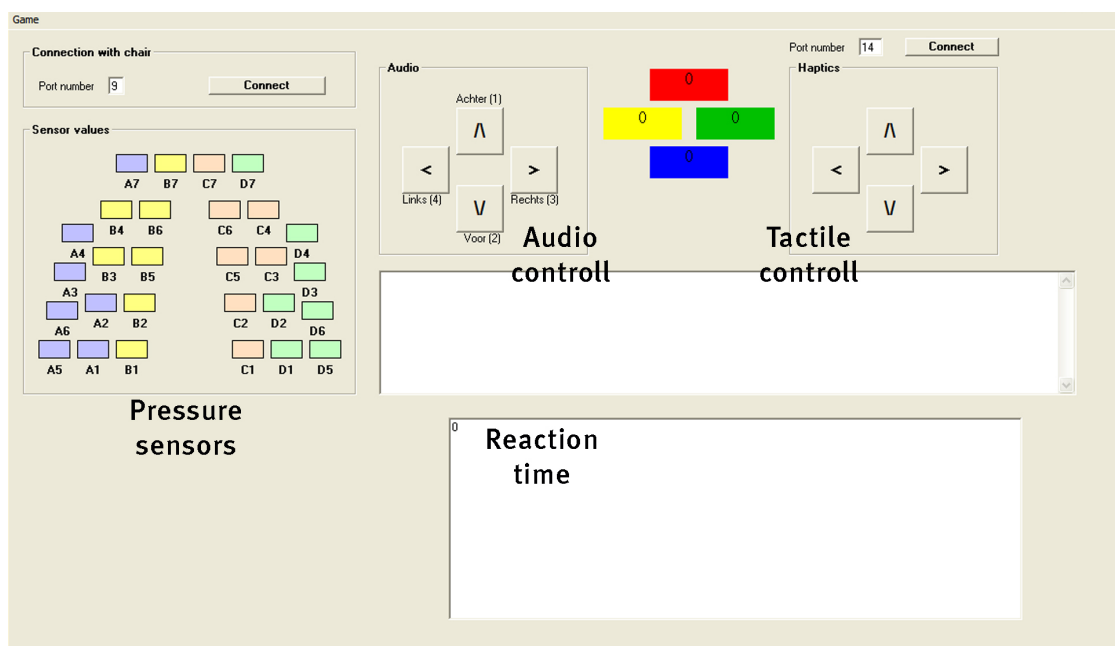 Game
Connection with chair
Port number 9 Connect
Sensor values
A7 B7 C7 D7
B4 B6 C6 C4
A4 D4
B3 B5 C5 C3
A3 D3
A2 B2 C2 D2
A6 D6
A5 A1 B1 C1 D1 D5
Pressure
sensors
Audio
Achter (1)
/\
< >
Links (4) Rechts (3)
\/
Voor (2)
Audio
controll
0
0 0
0
Port number 14 Connect
Haptics
/\
< >
\/
Tactile
controll
0
Reaction
time